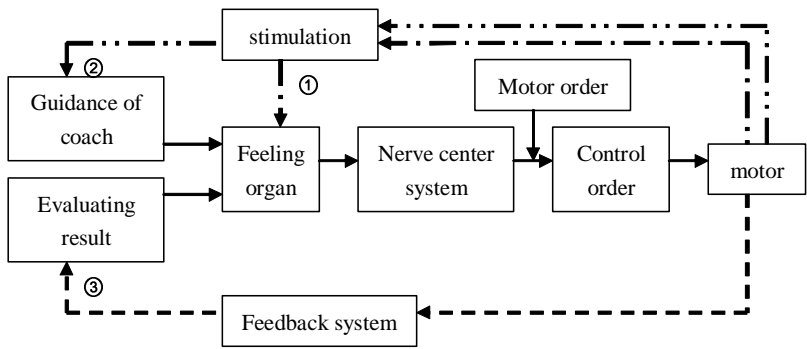 stimulation
②
①
Guidance of
coach
Motor order
Feeling
organ
Nerve center
system
Control
order
motor
Evaluating
result
③
Feedback system